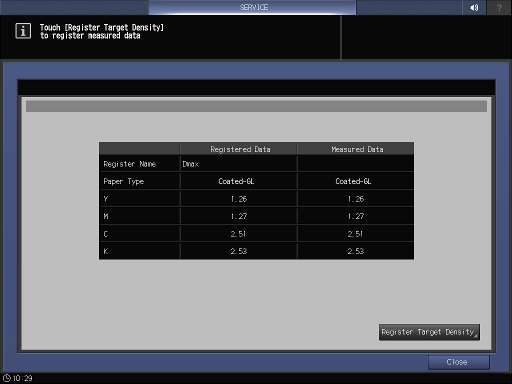 SERVICE
?
i
Touch [Register Target Density]
to register measured data
Registered Data Measured Data
Register Name Dmax
Paper Type Coated-GL Coated-GL
Y 1.26 1.26
M 1.27 1.27
C 2.51 2.51
K 2.53 2.53
Register Target Density
Close
10:29